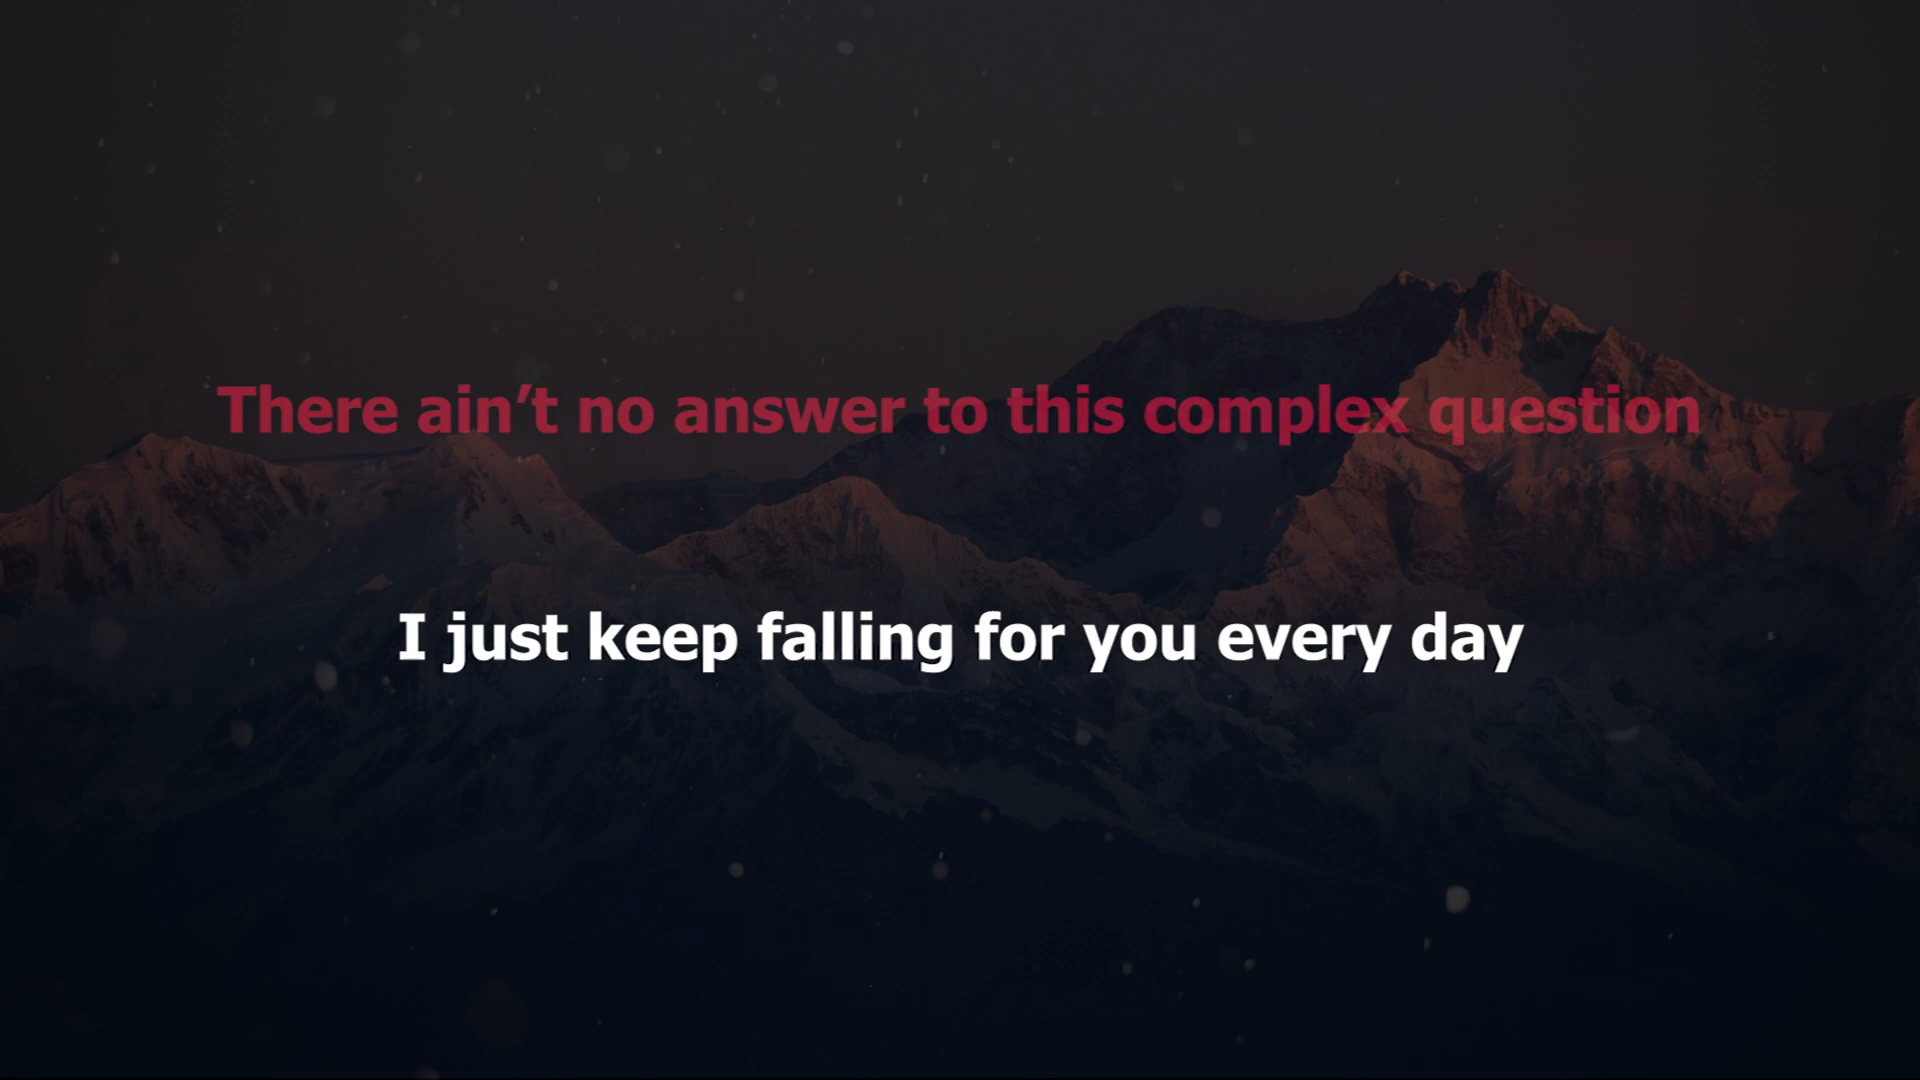 There ain’t no answer to this complex question
I just keep falling for you every day